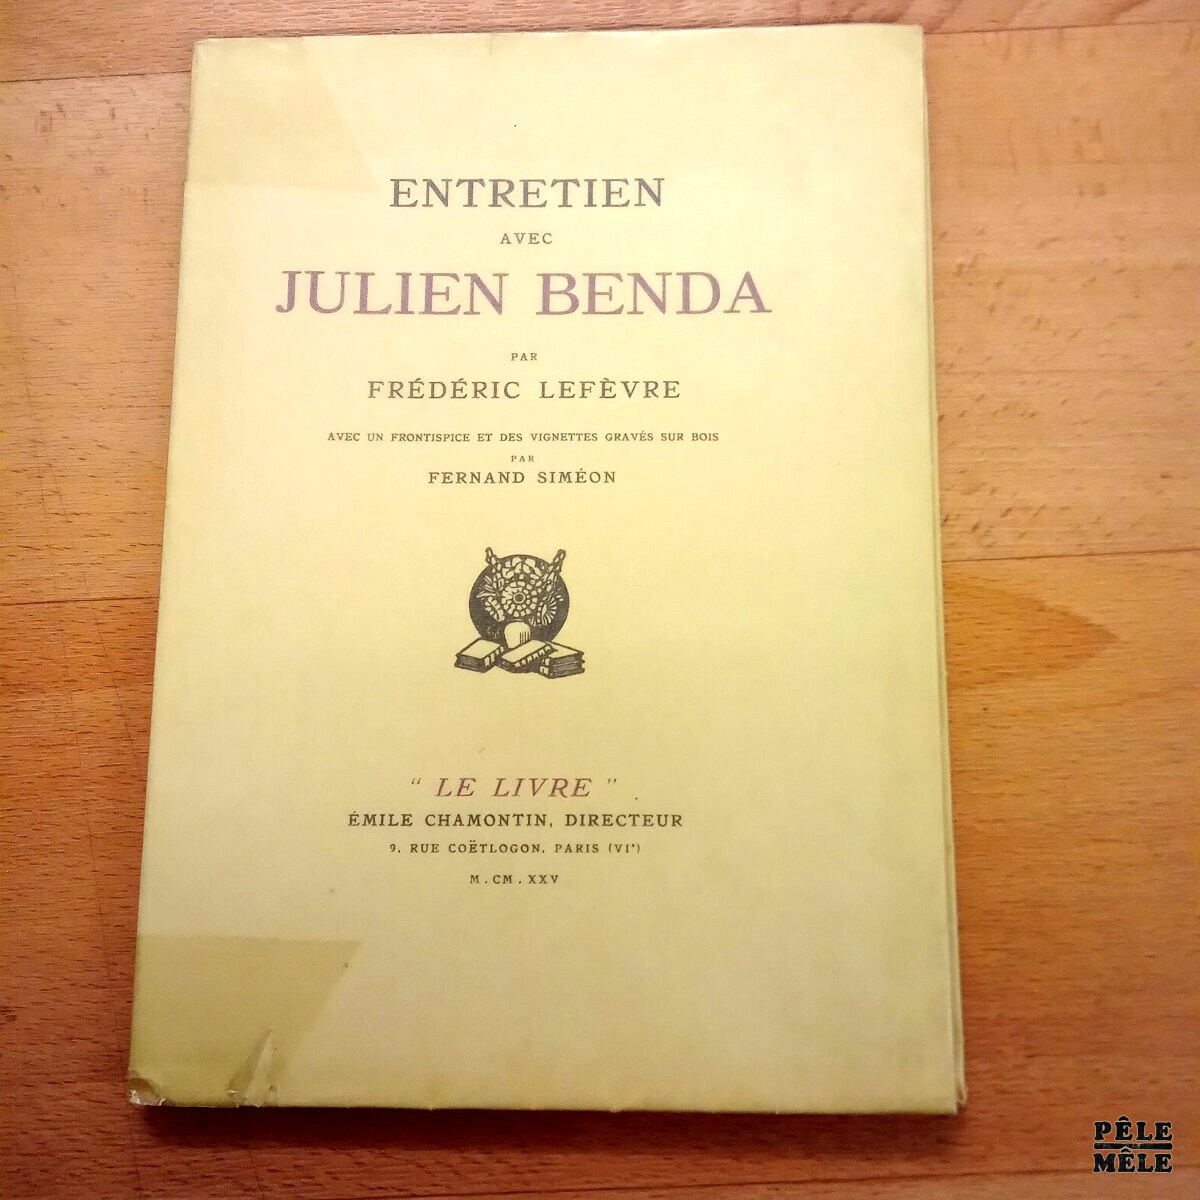 ENTRETIEN
AVEC
JULIEN BENDA
PAR
FRÉDÉRIC LEFÈVRE
AVEC UN FRONTISPICE ET DES VIGNETTES GRAVÉS SUR BOIS
PAR
FERNAND SIMÉON
“ LE LIVRE ”
ÉMILE CHAMONTIN, DIRECTEUR
9, RUE COËTLOGON, PARIS (VIᵉ)
M. CM. XXV
PÊLE
MÊLE